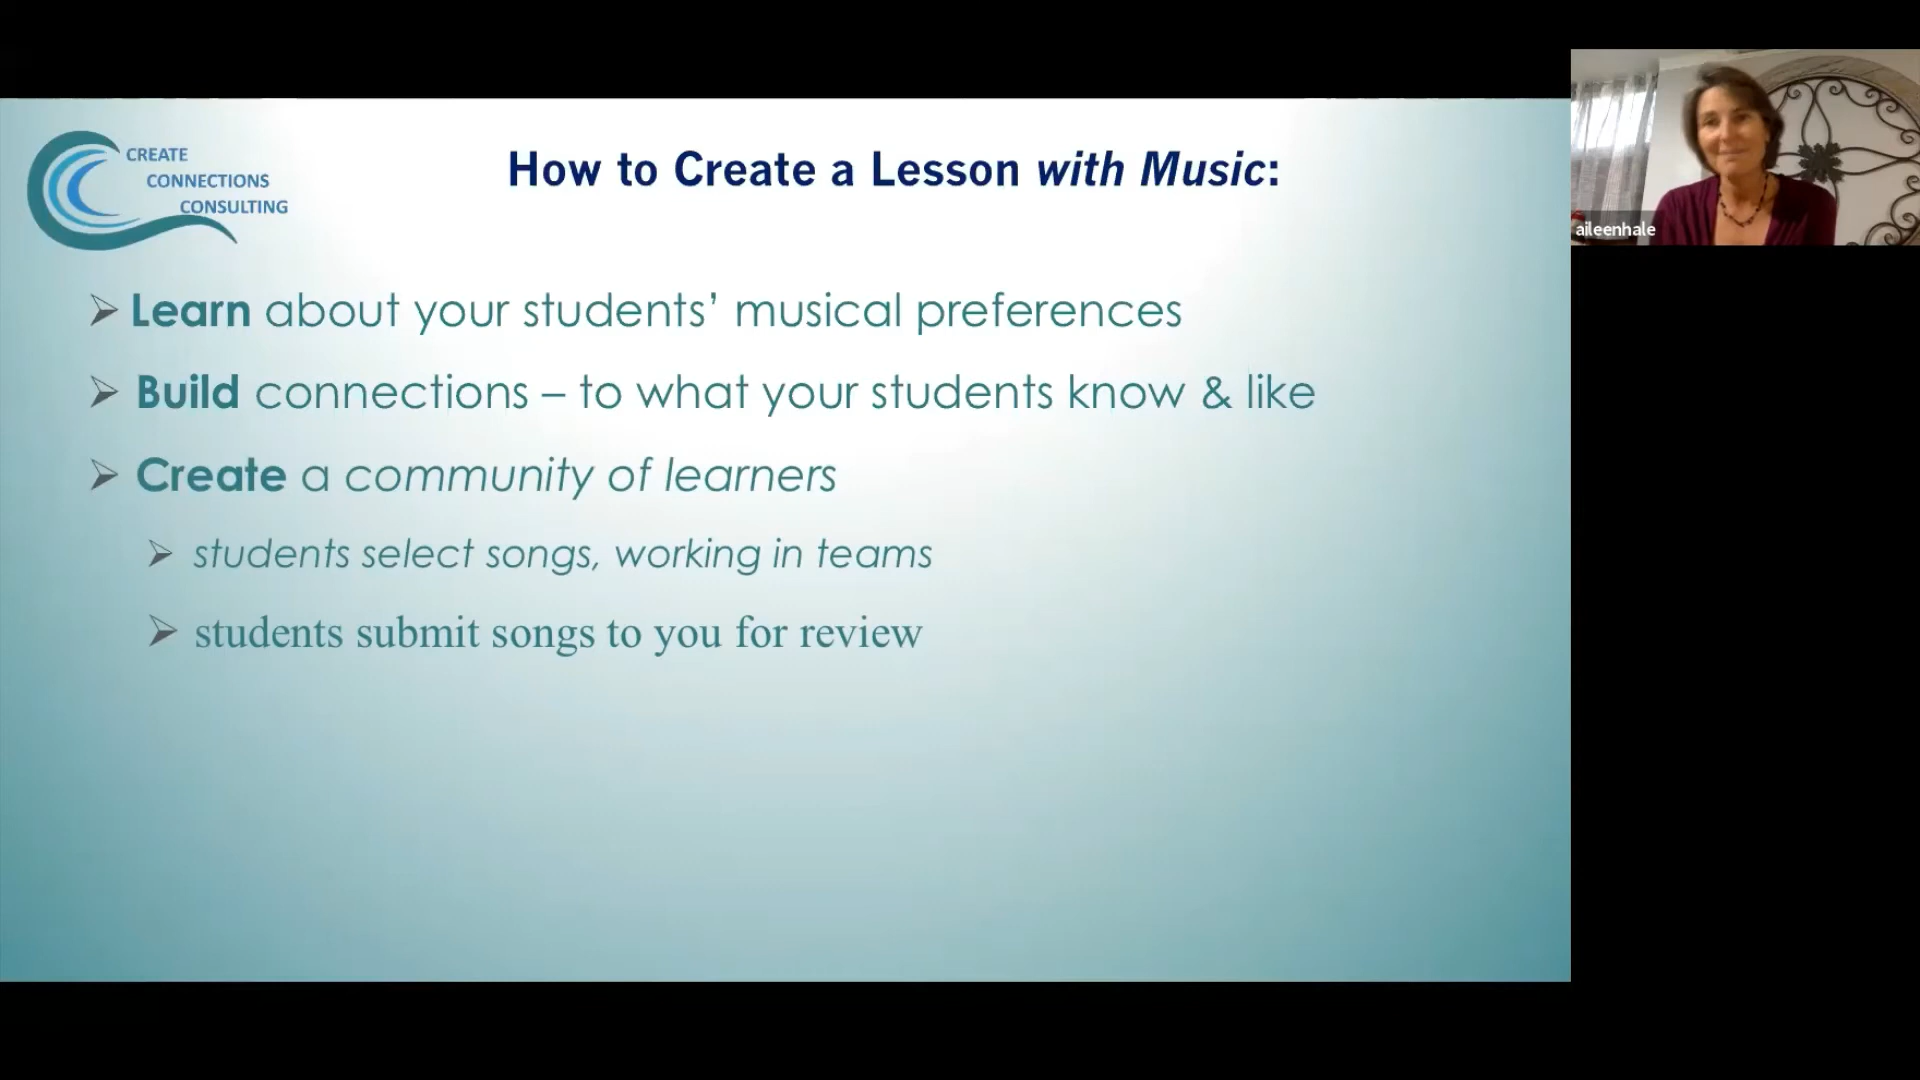 CREATE
CONNECTIONS
CONSULTING
How to Create a Lesson with Music:
Learn about your students’ musical preferences
Build connections – to what your students know & like
Create a community of learners
students select songs, working in teams
students submit songs to you for review
aileenhale